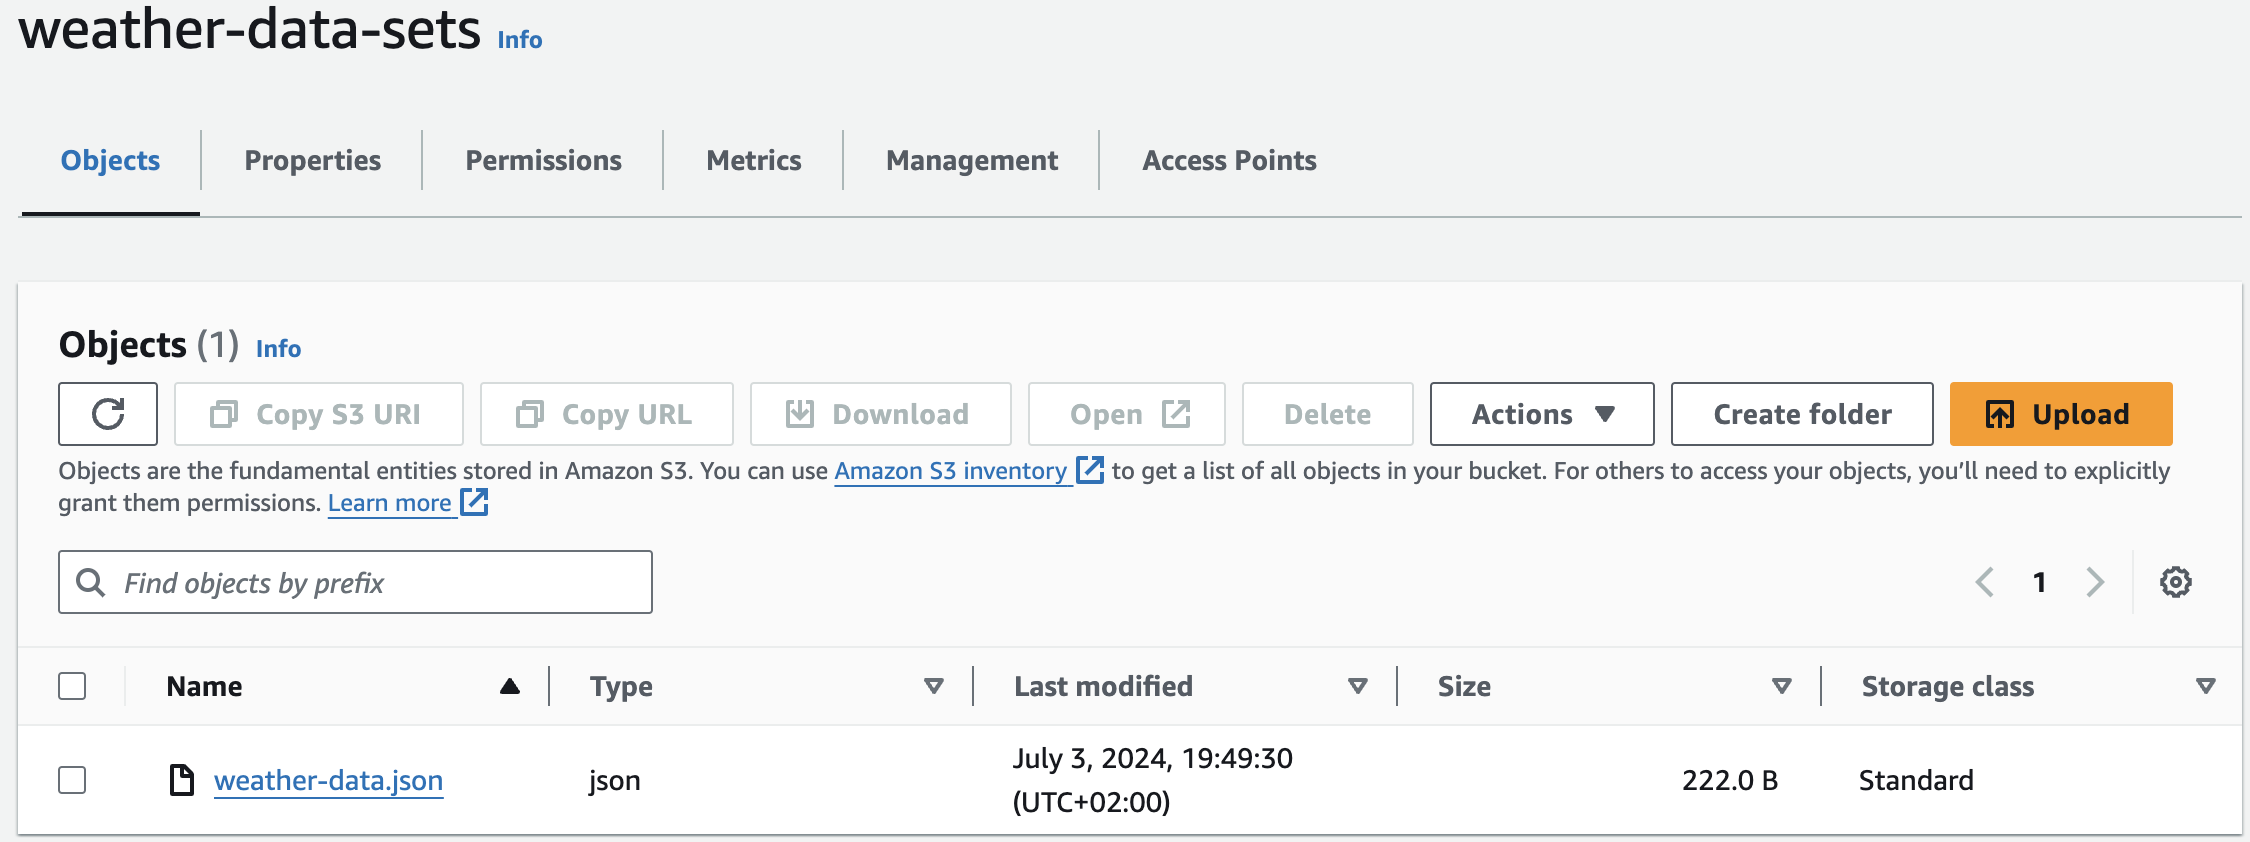 weather-data-sets Info
Objects Properties Permissions Metrics Management Access Points
Objects (1) Info
Copy S3 URI Copy URL Download Open Delete Actions Create folder Upload
Objects are the fundamental entities stored in Amazon S3. You can use Amazon S3 inventory to get a list of all objects in your bucket. For others to access your objects, you’ll need to explicitly
grant them permissions. Learn more
Find objects by prefix
1
Name Type Last modified Size Storage class
weather-data.json json July 3, 2024, 19:49:30 222.0 B Standard
(UTC+02:00)